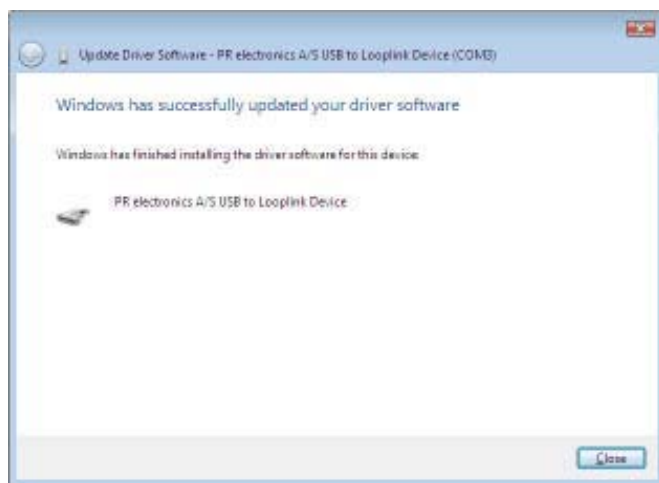 Update Driver Software - PR electronics A/S USB to Looplink Device (COM3)
Windows has successfully updated your driver software
Windows has finished installing the driver software for this device:
PR electronics A/S USB to Looplink Device
Close